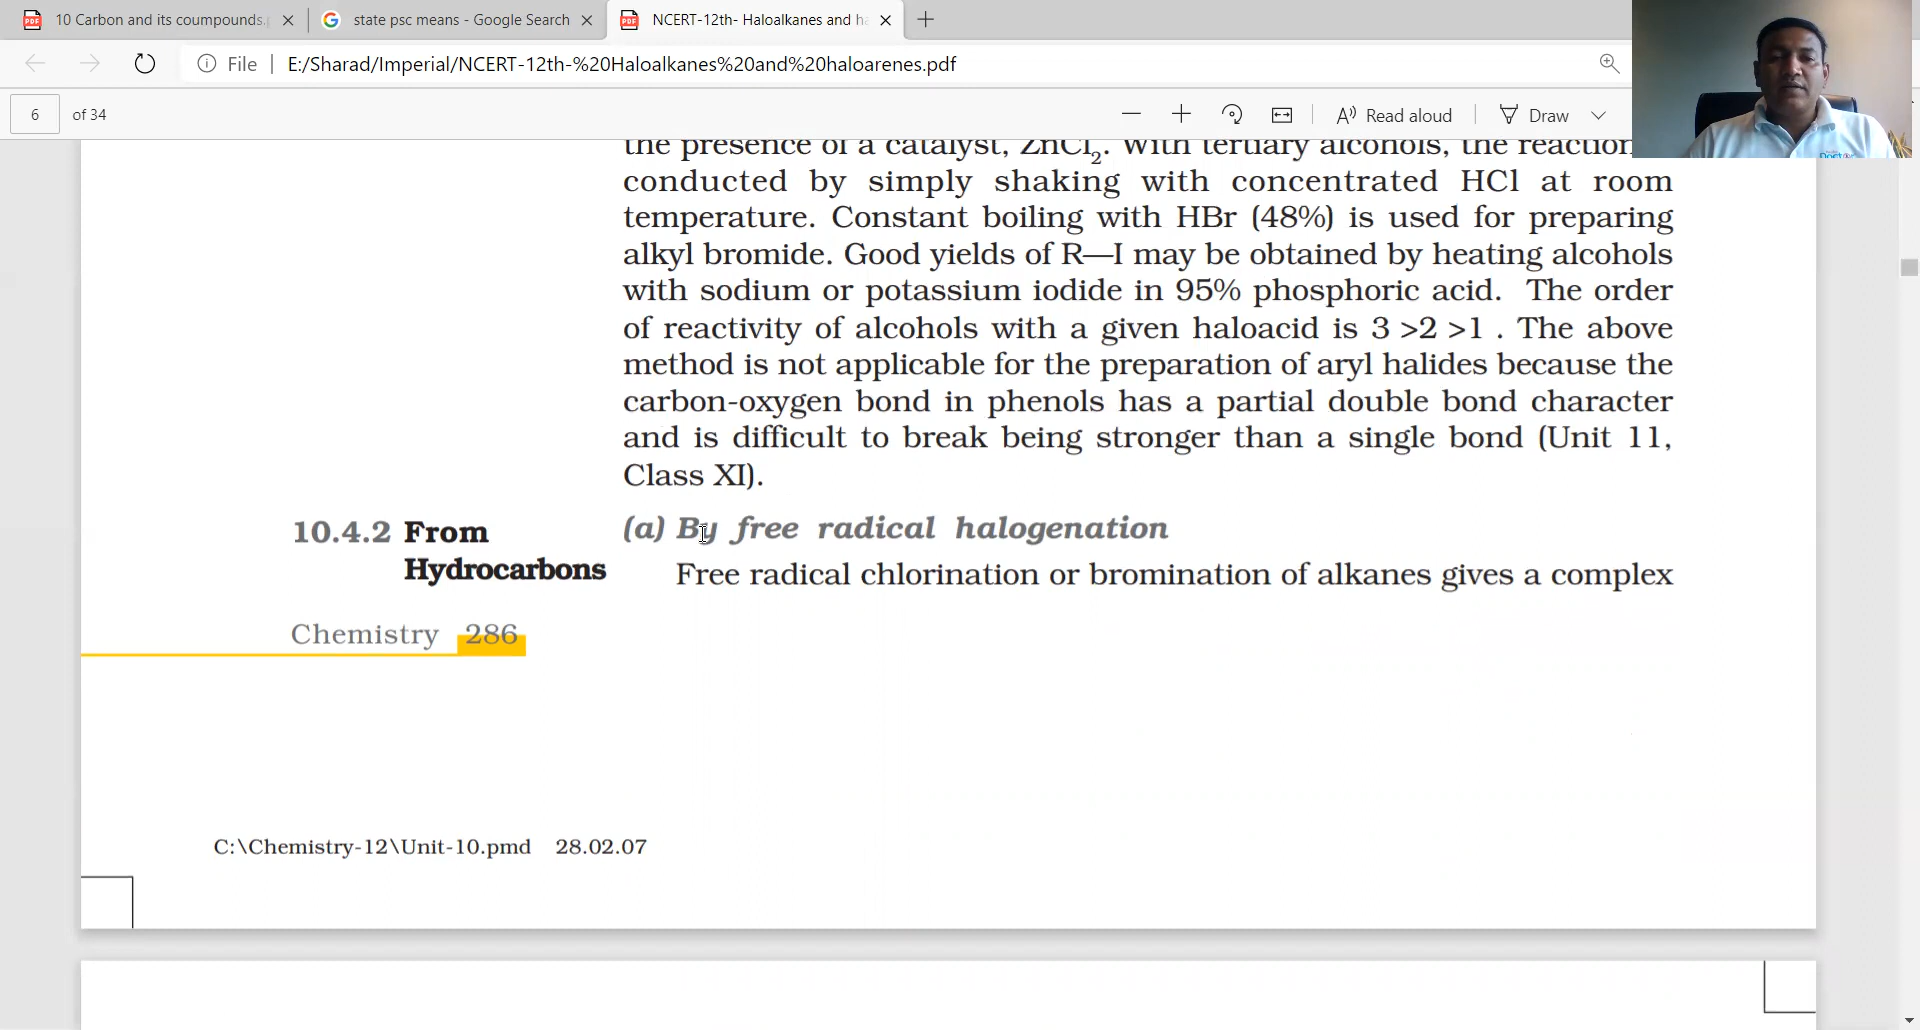 10 Carbon and its coumpounds.
state psc means - Google Search
NCERT-12th- Haloalkanes and ha
File
E:/Sharad/Imperial/NCERT-12th-%20Haloalkanes%20and%20haloarenes.pdf
6 of 34
Read aloud
Draw
the presence of a catalyst, ZnCl2. With tertiary alcohols, the reaction
conducted by simply shaking with concentrated HCl at room
temperature. Constant boiling with HBr (48%) is used for preparing
alkyl bromide. Good yields of R—I may be obtained by heating alcohols
with sodium or potassium iodide in 95% phosphoric acid. The order
of reactivity of alcohols with a given haloacid is 3 >2 >1 . The above
method is not applicable for the preparation of aryl halides because the
carbon-oxygen bond in phenols has a partial double bond character
and is difficult to break being stronger than a single bond (Unit 11,
Class XI).
10.4.2 From
Hydrocarbons
(a) By free radical halogenation
Free radical chlorination or bromination of alkanes gives a complex
Chemistry 286
C:\Chemistry-12\Unit-10.pmd 28.02.07